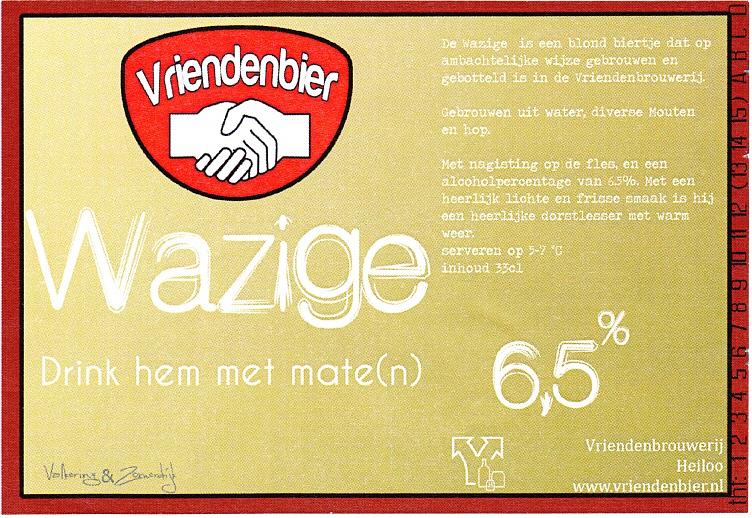 Vriendenbier
Wazige
Drink hem met mate(n)
De Wazige is een blond biertje dat op
ambachtelijke wijze gebrouwen en
gebotteld is in de Vriendenbrouwerij.
Gebrouwen uit water, diverse Mouten
en hop.
Met nagisting op de fles, en een
alcoholpercentage van 6.5%. Met een
heerlijk lichte en frisse smaak is hij
een heerlijke dorstlesser met warm
weer.
serveren op 5-7 °C
inhoud 33cl
6,5%
Vriendenbrouwerij
Heiloo
www.vriendenbier.nl
&
tht: 1 2 3 4 5 6 7 8 9 10 11 12 (13 14 15) A B C D